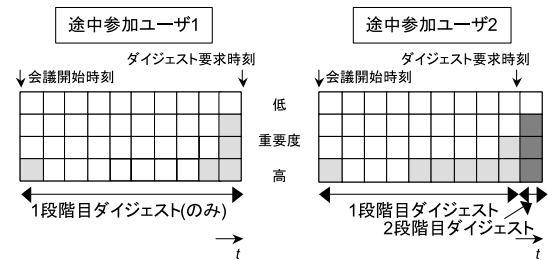 途中参加ユーザ1
ダイジェスト要求時刻
会議開始時刻
1段階目ダイジェスト(のみ)
t
低
重要度
高
途中参加ユーザ2
ダイジェスト要求時刻
会議開始時刻
1段階目ダイジェスト
2段階目ダイジェスト
t